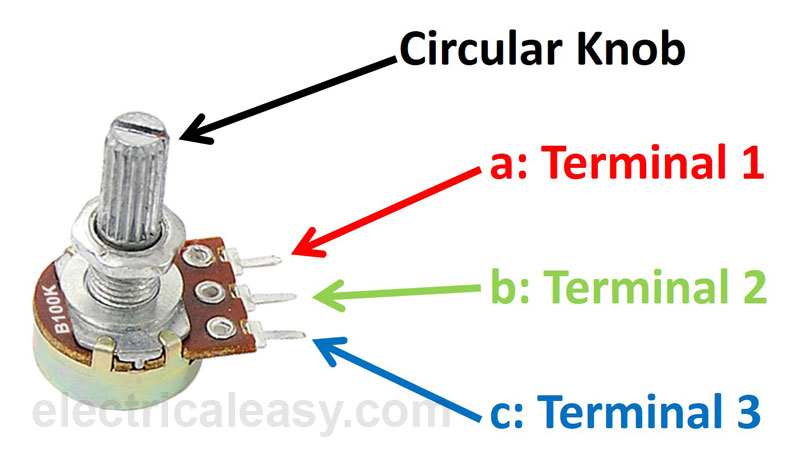 Circular Knob
a: Terminal 1
b: Terminal 2
B100K
c: Terminal 3
electricaleasy.com